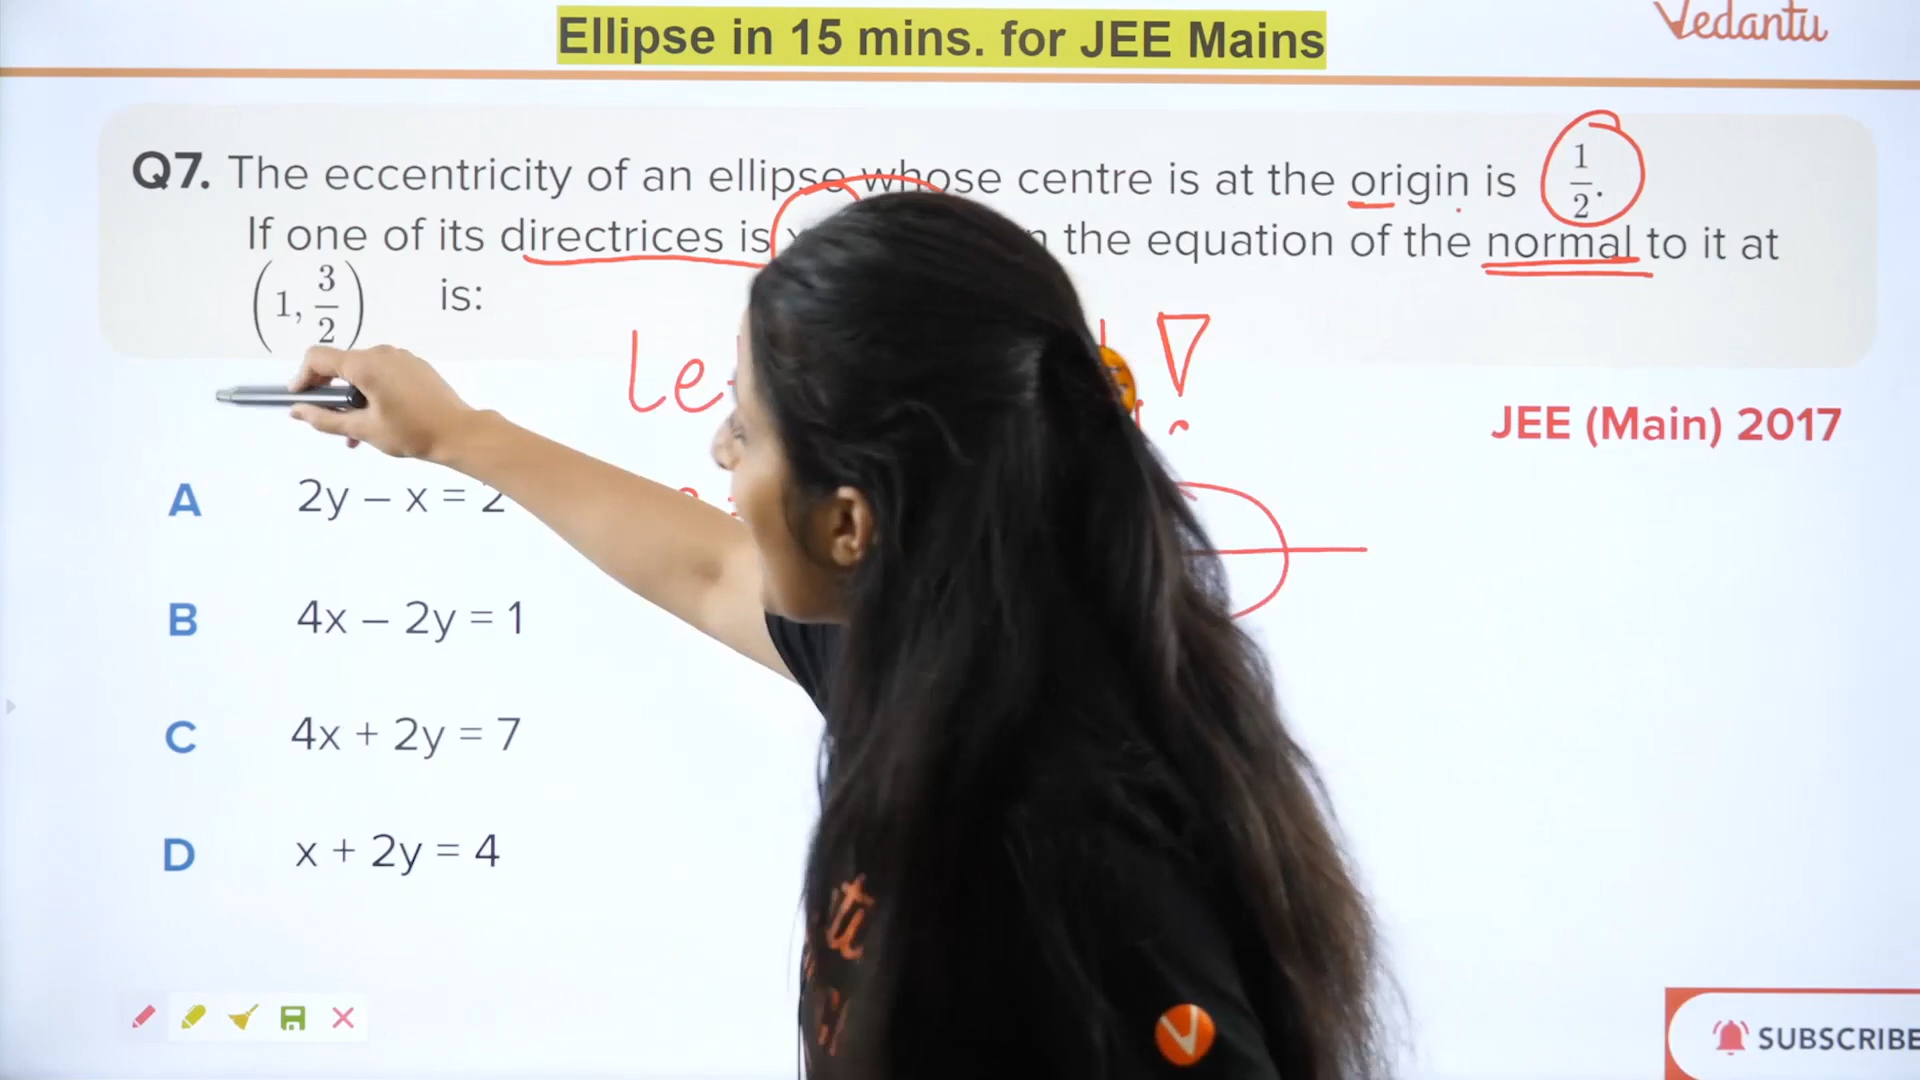 Ellipse in 15 mins. for JEE Mains
Vedantu
Q7. The eccentricity of an ellipse whose centre is at the origin is 1/2.
If one of its directrices is the equation of the normal to it at
(1, 3/2) is:
JEE (Main) 2017
A 2y – x = 2
B 4x – 2y = 1
C 4x + 2y = 7
D x + 2y = 4
SUBSCRIBE